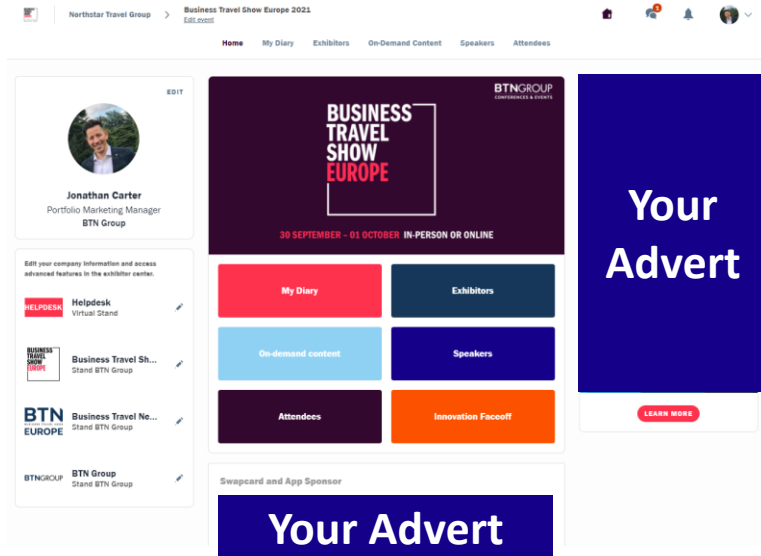 Northstar Travel Group
Business Travel Show Europe 2021
Edit event
Home
My Diary
Exhibitors
On-Demand Content
Speakers
Attendees
EDIT
Jonathan Carter
Portfolio Marketing Manager
BTN Group
Edit your company information and access
advanced features in the exhibitor center.
HELPDESK
Helpdesk
Virtual Stand
BUSINESS
TRAVEL
SHOW
EUROPE
Business Travel Sh...
Stand BTN Group
BTN
EUROPE
Business Travel Ne...
Stand BTN Group
BTNGROUP
BTN Group
Stand BTN Group
BTNGROUP
CONFERENCES & EVENTS
BUSINESS
TRAVEL
SHOW
EUROPE
30 SEPTEMBER – 01 OCTOBER IN-PERSON OR ONLINE
My Diary
Exhibitors
On-demand content
Speakers
Attendees
Innovation Faceoff
Swapcard and App Sponsor
Your Advert
Your
Advert
LEARN MORE